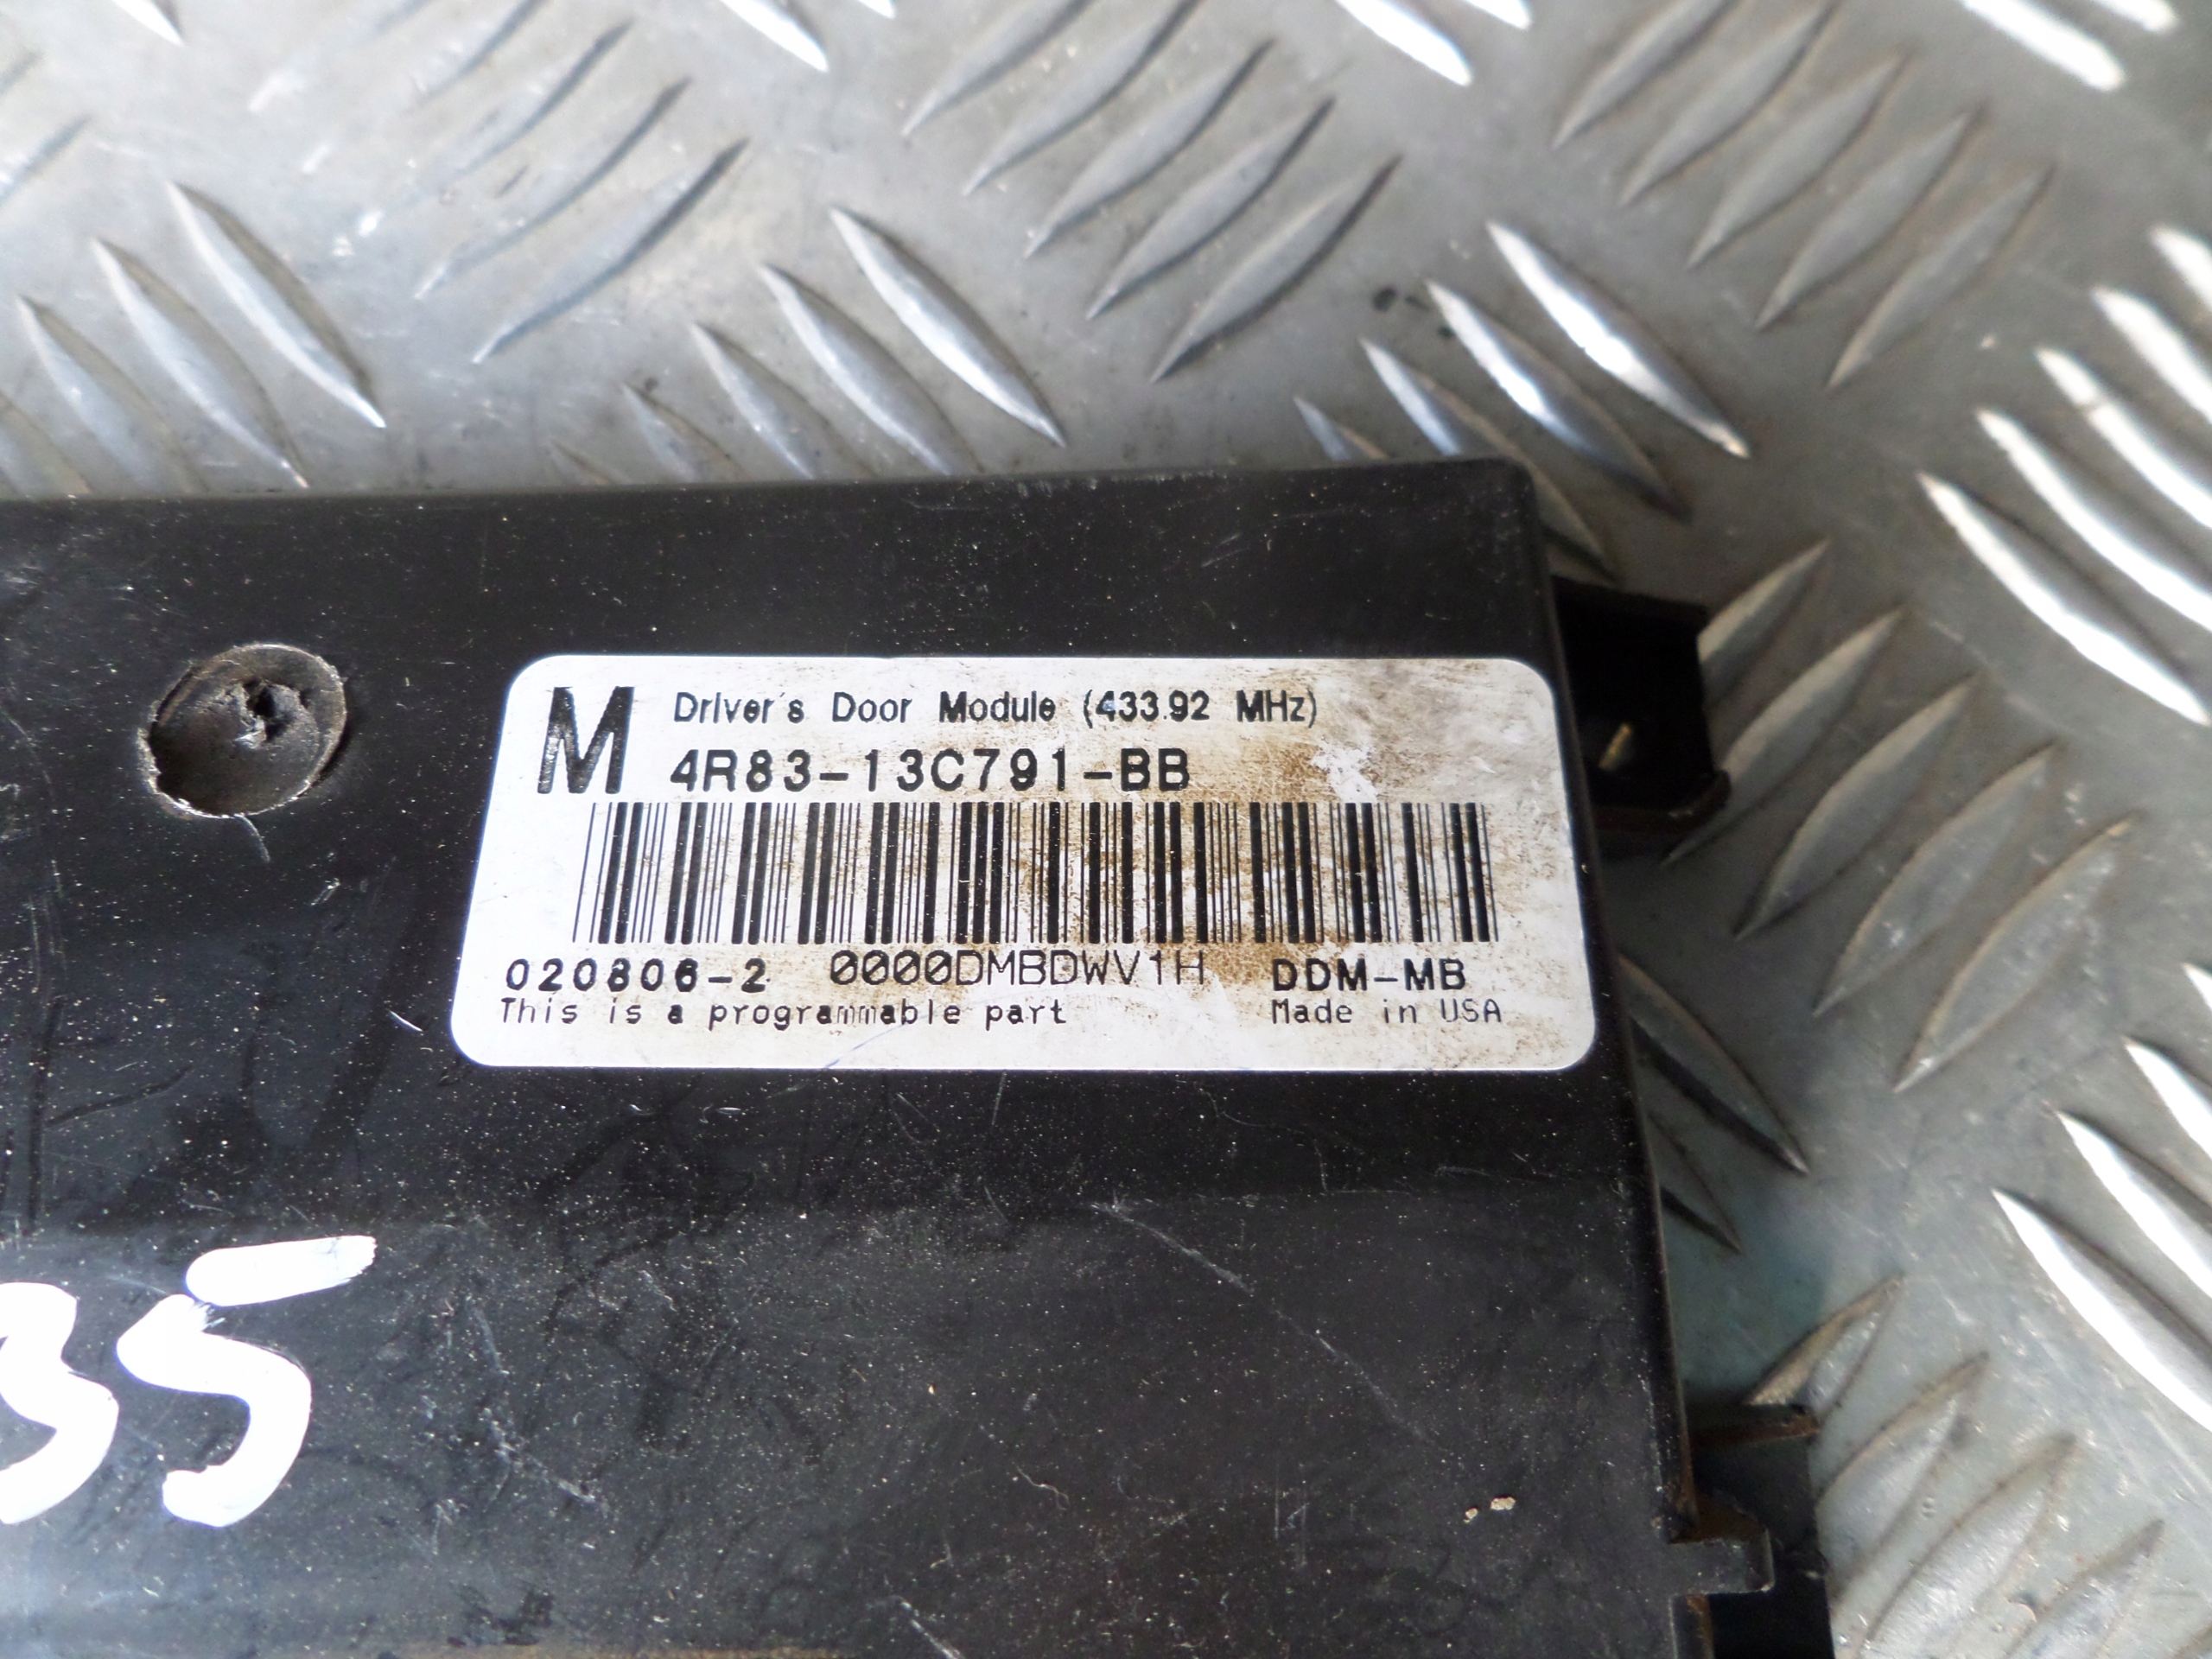 M
Driver's Door Module (433.92 MHz)
4R83-13C791-BB
020806-2 0000DMBDWV1H DDM-MB
This is a programmable part Made in USA
35